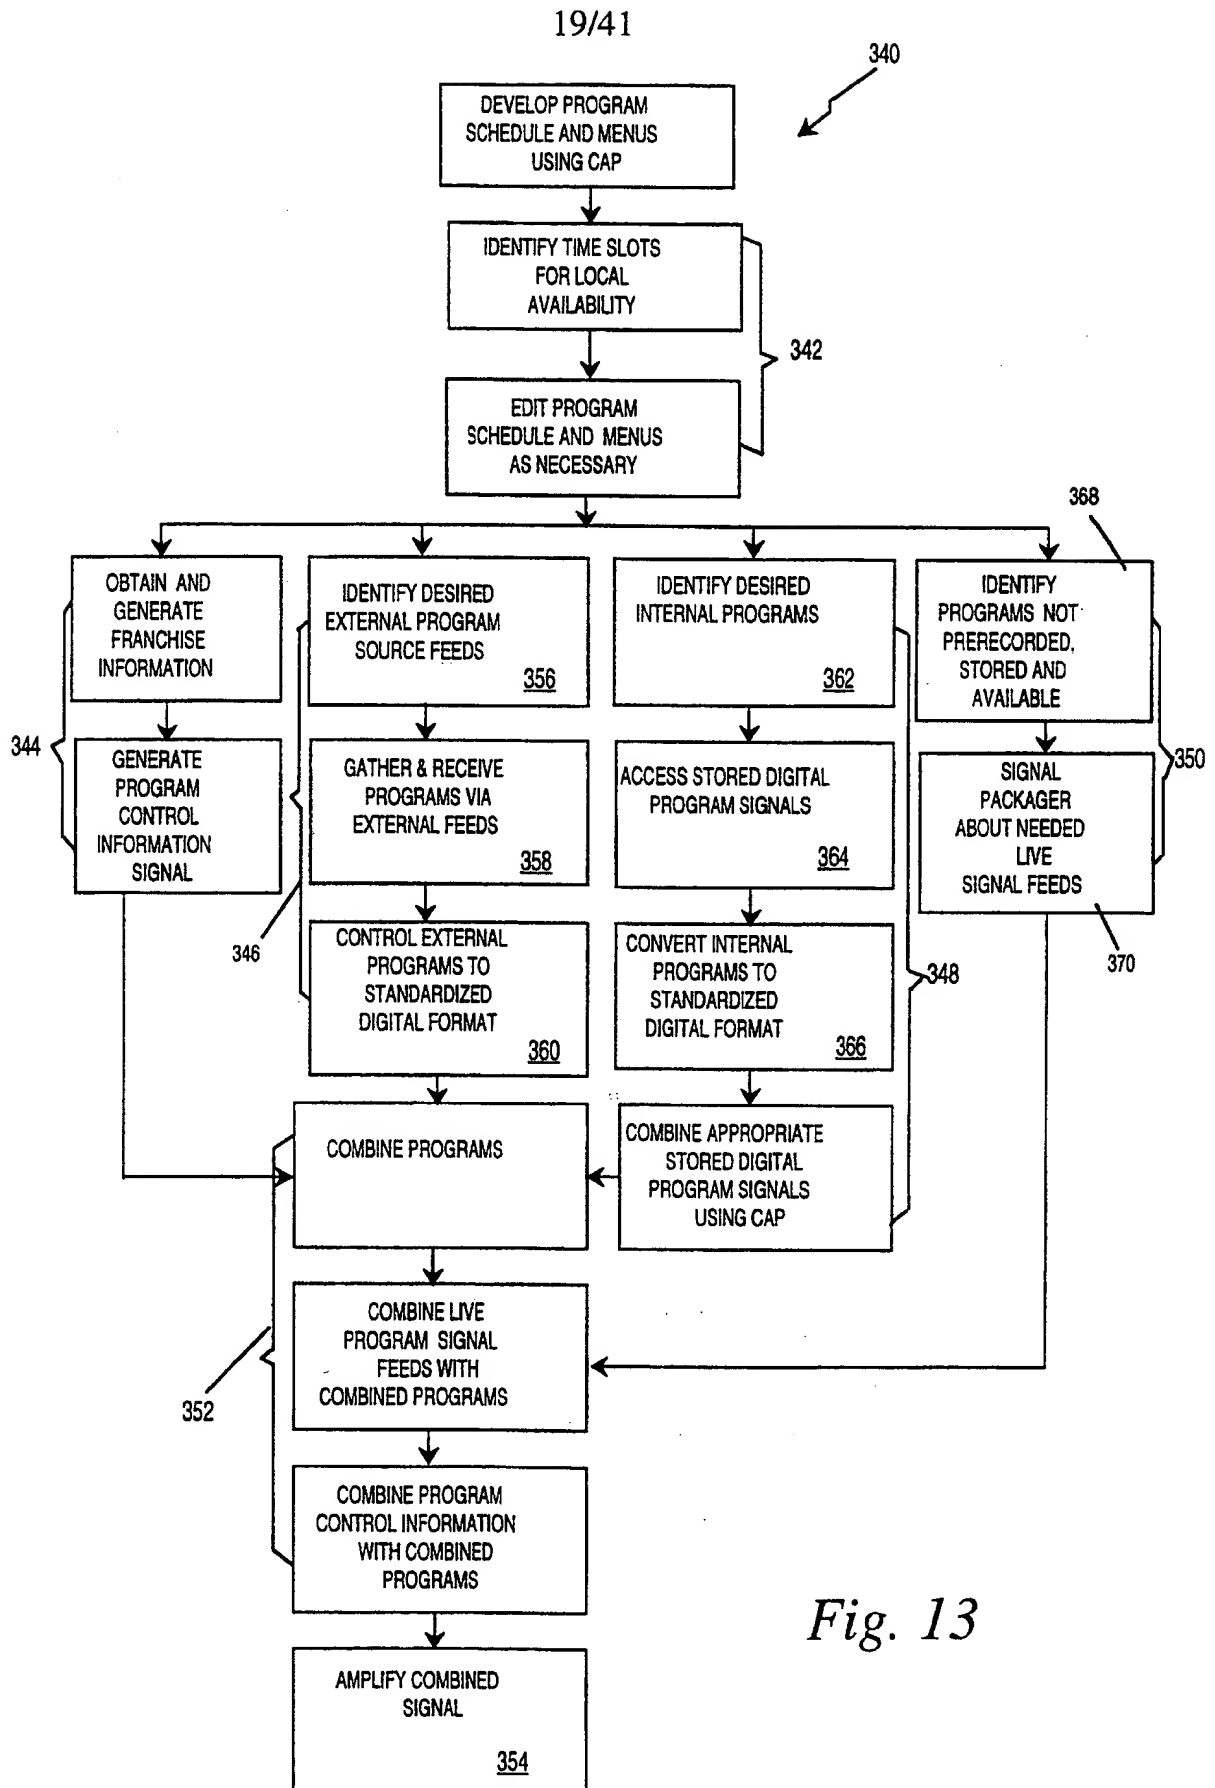 19/41
340
DEVELOP PROGRAM
SCHEDULE AND MENUS
USING CAP
IDENTIFY TIME SLOTS
FOR LOCAL
AVAILABILITY
342
EDIT PROGRAM
SCHEDULE AND MENUS
AS NECESSARY
368
OBTAIN AND
GENERATE
FRANCHISE
INFORMATION
IDENTIFY DESIRED
EXTERNAL PROGRAM
SOURCE FEEDS
356
IDENTIFY DESIRED
INTERNAL PROGRAMS
362
IDENTIFY
PROGRAMS NOT
PRERECORDED,
STORED AND
AVAILABLE
344
350
GENERATE
PROGRAM
CONTROL
INFORMATION
SIGNAL
GATHER & RECEIVE
PROGRAMS VIA
EXTERNAL FEEDS
358
ACCESS STORED DIGITAL
PROGRAM SIGNALS
364
SIGNAL
PACKAGER
ABOUT NEEDED
LIVE
SIGNAL FEEDS
346
370
348
CONTROL EXTERNAL
PROGRAMS TO
STANDARDIZED
DIGITAL FORMAT
360
CONVERT INTERNAL
PROGRAMS TO
STANDARDIZED
DIGITAL FORMAT
366
COMBINE PROGRAMS
COMBINE APPROPRIATE
STORED DIGITAL
PROGRAM SIGNALS
USING CAP
COMBINE LIVE
PROGRAM SIGNAL
FEEDS WITH
COMBINED PROGRAMS
352
COMBINE PROGRAM
CONTROL INFORMATION
WITH COMBINED
PROGRAMS
Fig. 13
AMPLIFY COMBINED
SIGNAL
354